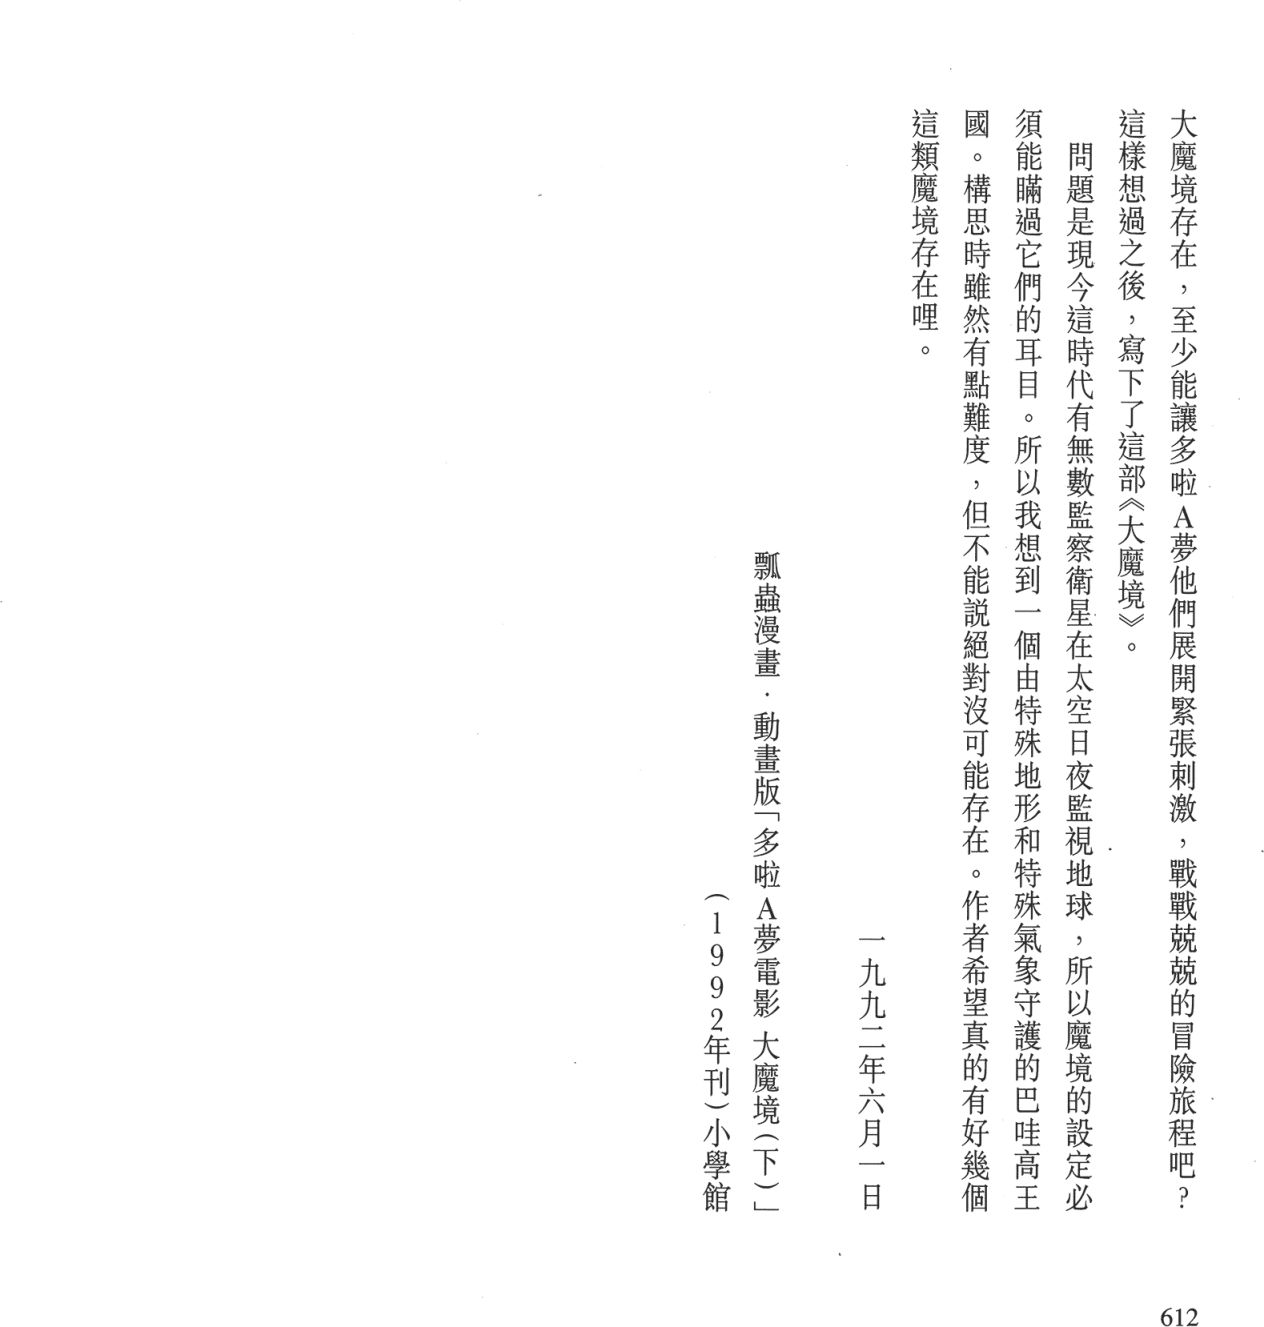 大魔境存在，至少能讓多啦A夢他們展開緊張刺激，戰戰兢兢的冒險旅程吧？
這樣想過之後，寫下了這部《大魔境》。
問題是現今這時代有無數監察衛星在太空日夜監視地球，所以魔境的設定必
須能瞞過它們的耳目。所以我想到一個由特殊地形和特殊氣象守護的巴哇高王
國。構思時雖然有點難度，但不能説絕對沒可能存在。作者希望真的有好幾個
這類魔境存在哩。
一九九二年六月一日
瓢蟲漫畫·動畫版「多啦A夢電影 大魔境（下）」
（1992年刊）小學館
612